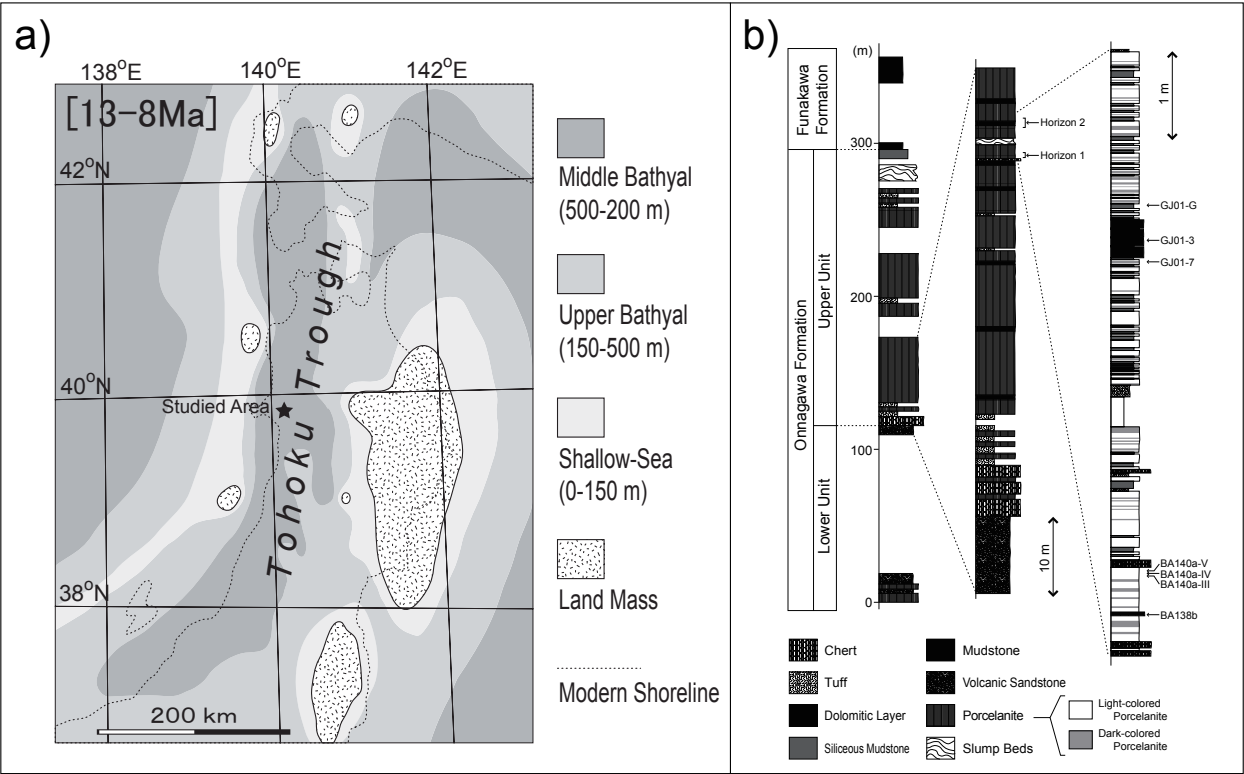 a)
138°E
140°E
142°E
[13-8Ma]
42°N
40°N
38°N
Studied Area
Tohoku Trough
200 km
Middle Bathyal
(500-200 m)
Upper Bathyal
(150-500 m)
Shallow-Sea
(0-150 m)
Land Mass
Modern Shoreline
b)
(m)
300
200
100
0
Funakawa
Formation
Onnagawa Formation
Upper Unit
Lower Unit
Horizon 2
Horizon 1
10 m
1 m
GJ01-G
GJ01-3
GJ01-7
BA140a-V
BA140a-IV
BA140a-III
BA138b
Chert
Tuff
Dolomitic Layer
Siliceous Mudstone
Mudstone
Volcanic Sandstone
Porcelanite
Slump Beds
Light-colored
Porcelanite
Dark-colored
Porcelanite